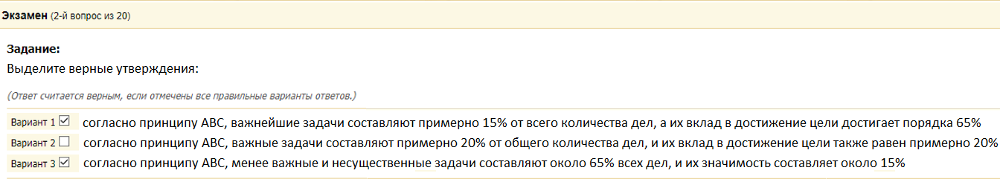 Экзамен (2-й вопрос из 20)
Задание:
Выделите верные утверждения:
(Ответ считается верным, если отмечены все правильные варианты ответов.)
Вариант 1 согласно принципу АВС, важнейшие задачи составляют примерно 15% от всего количества дел, а их вклад в достижение цели достигает порядка 65%
Вариант 2 согласно принципу АВС, важные задачи составляют примерно 20% от общего количества дел, и их вклад в достижение цели также равен примерно 20%
Вариант 3 согласно принципу АВС, менее важные и несущественные задачи составляют около 65% всех дел, и их значимость составляет около 15%